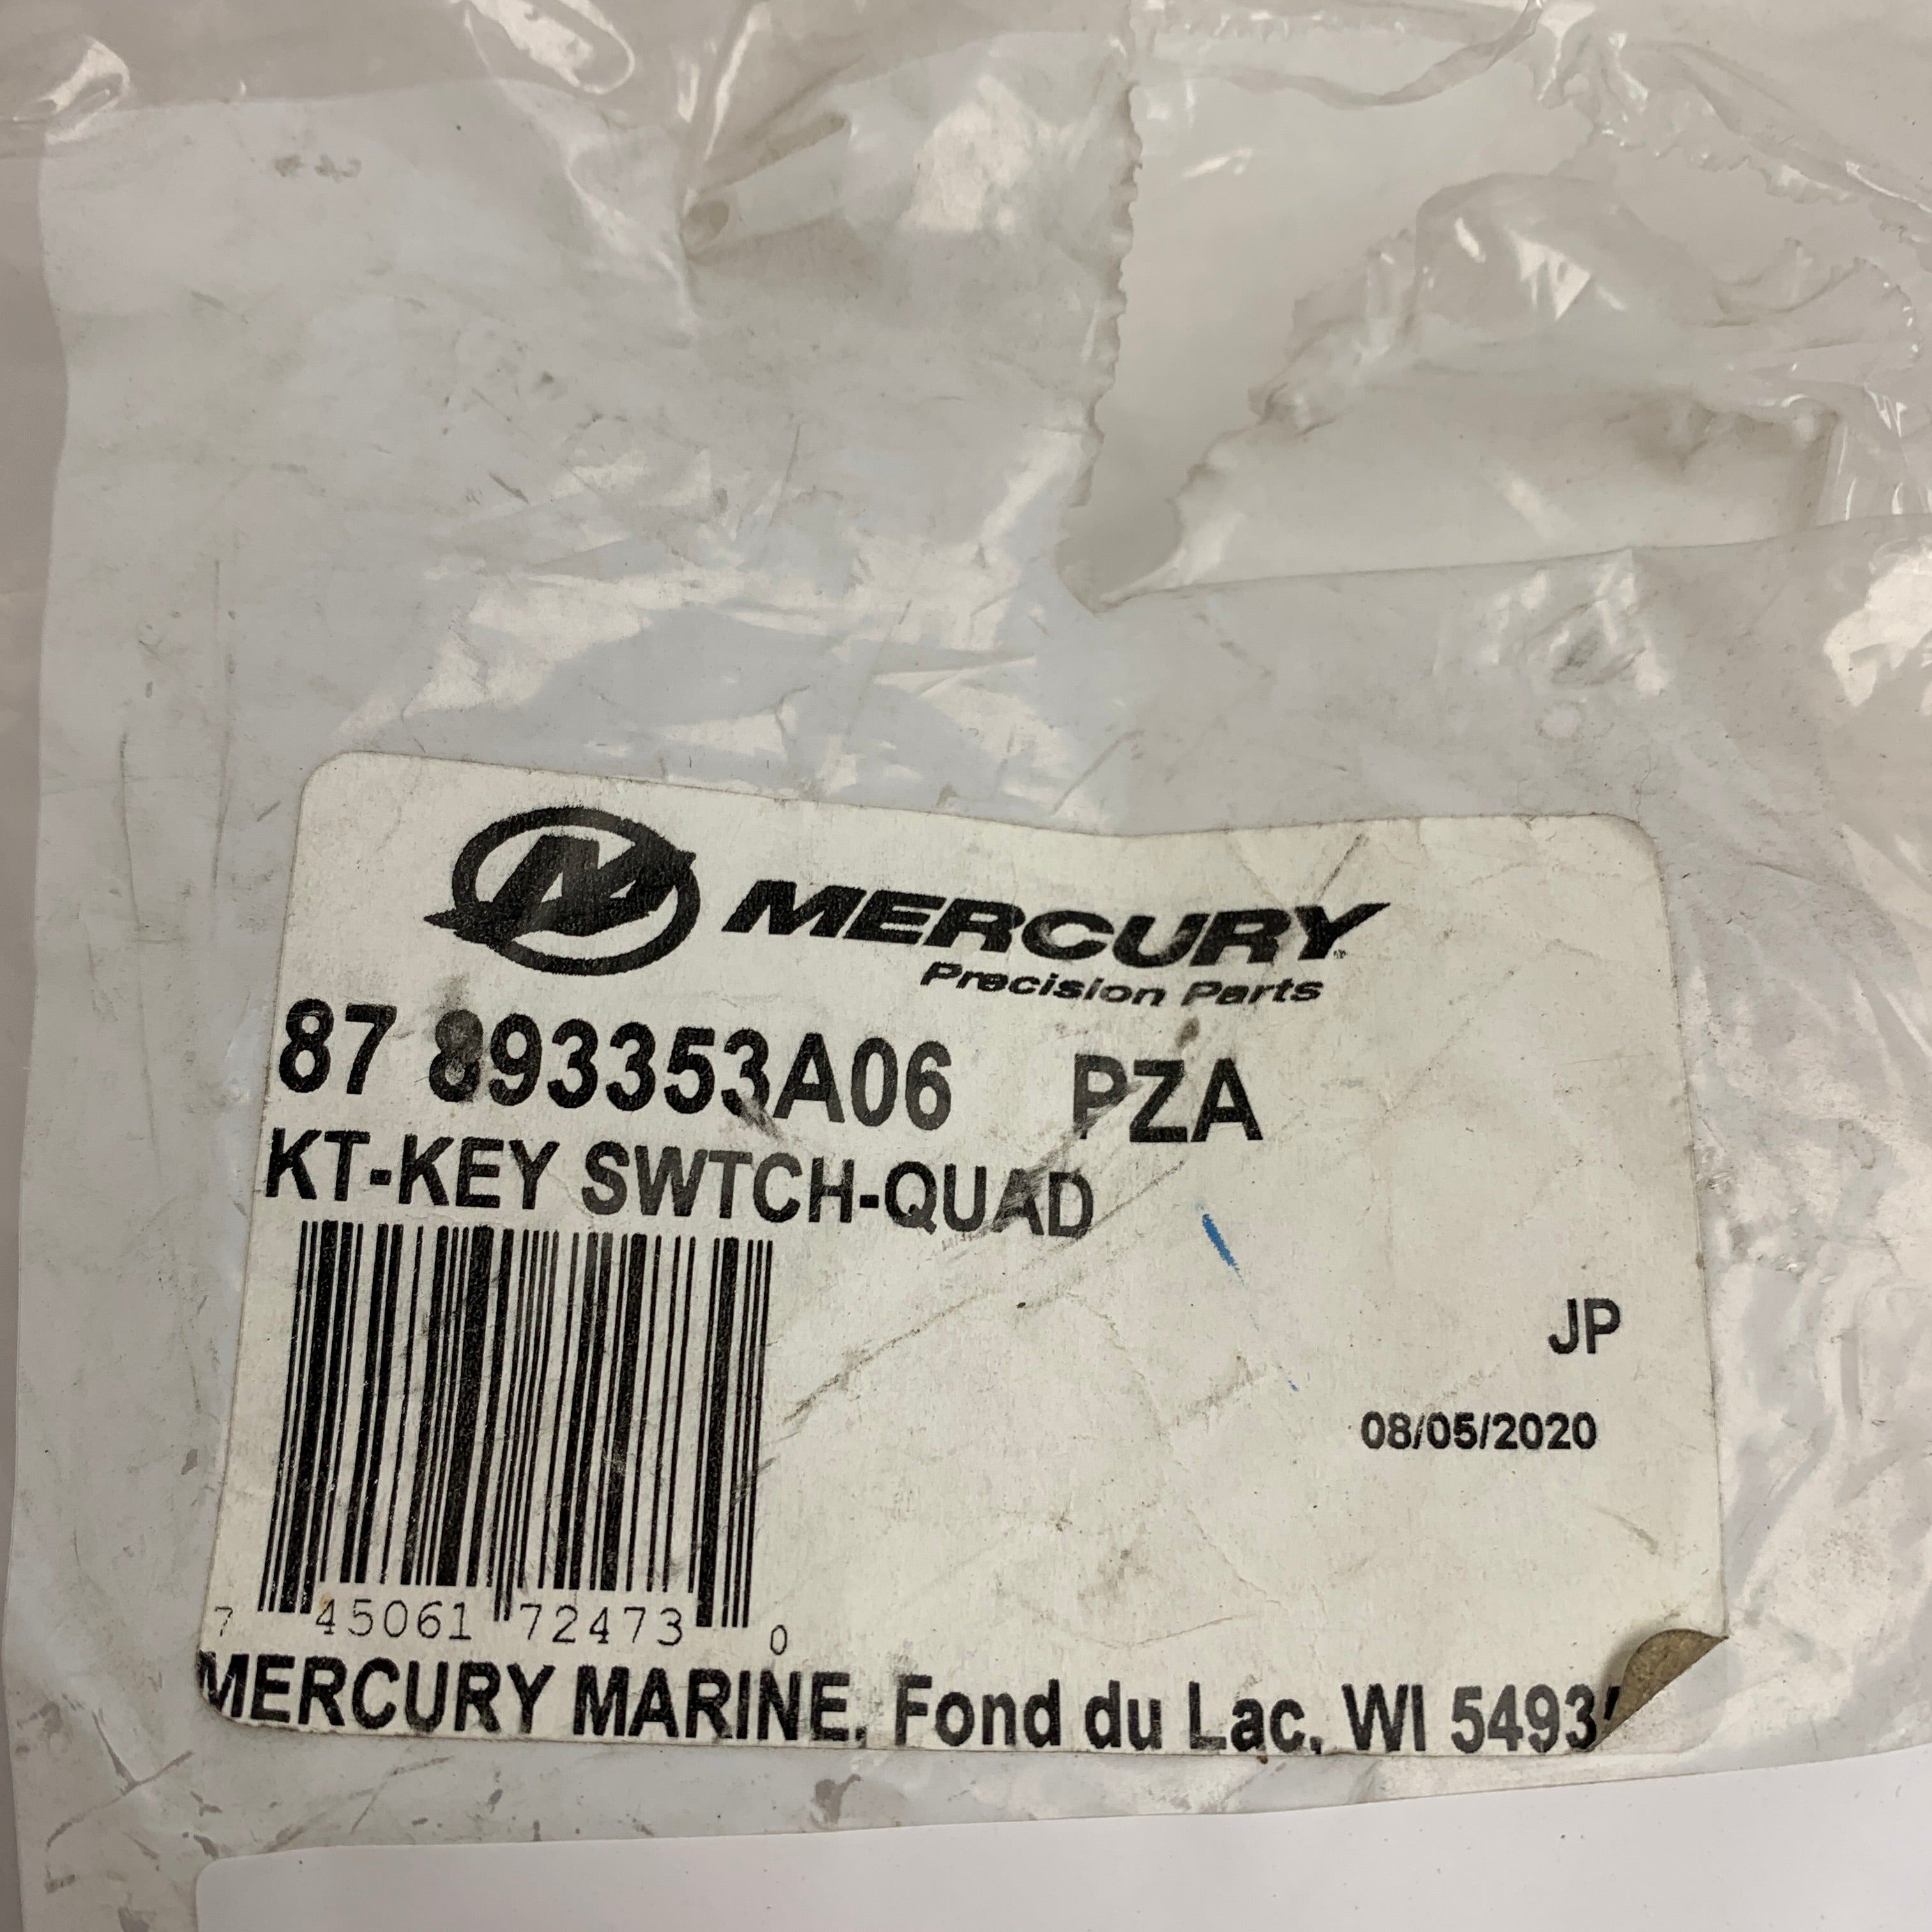 MERCURY
Precision Parts
87 893353A06 PZA
KT-KEY SWTCH-QUAD
JP
08/05/2020
7 45061 72473 0
MERCURY MARINE, Fond du Lac, WI 5493